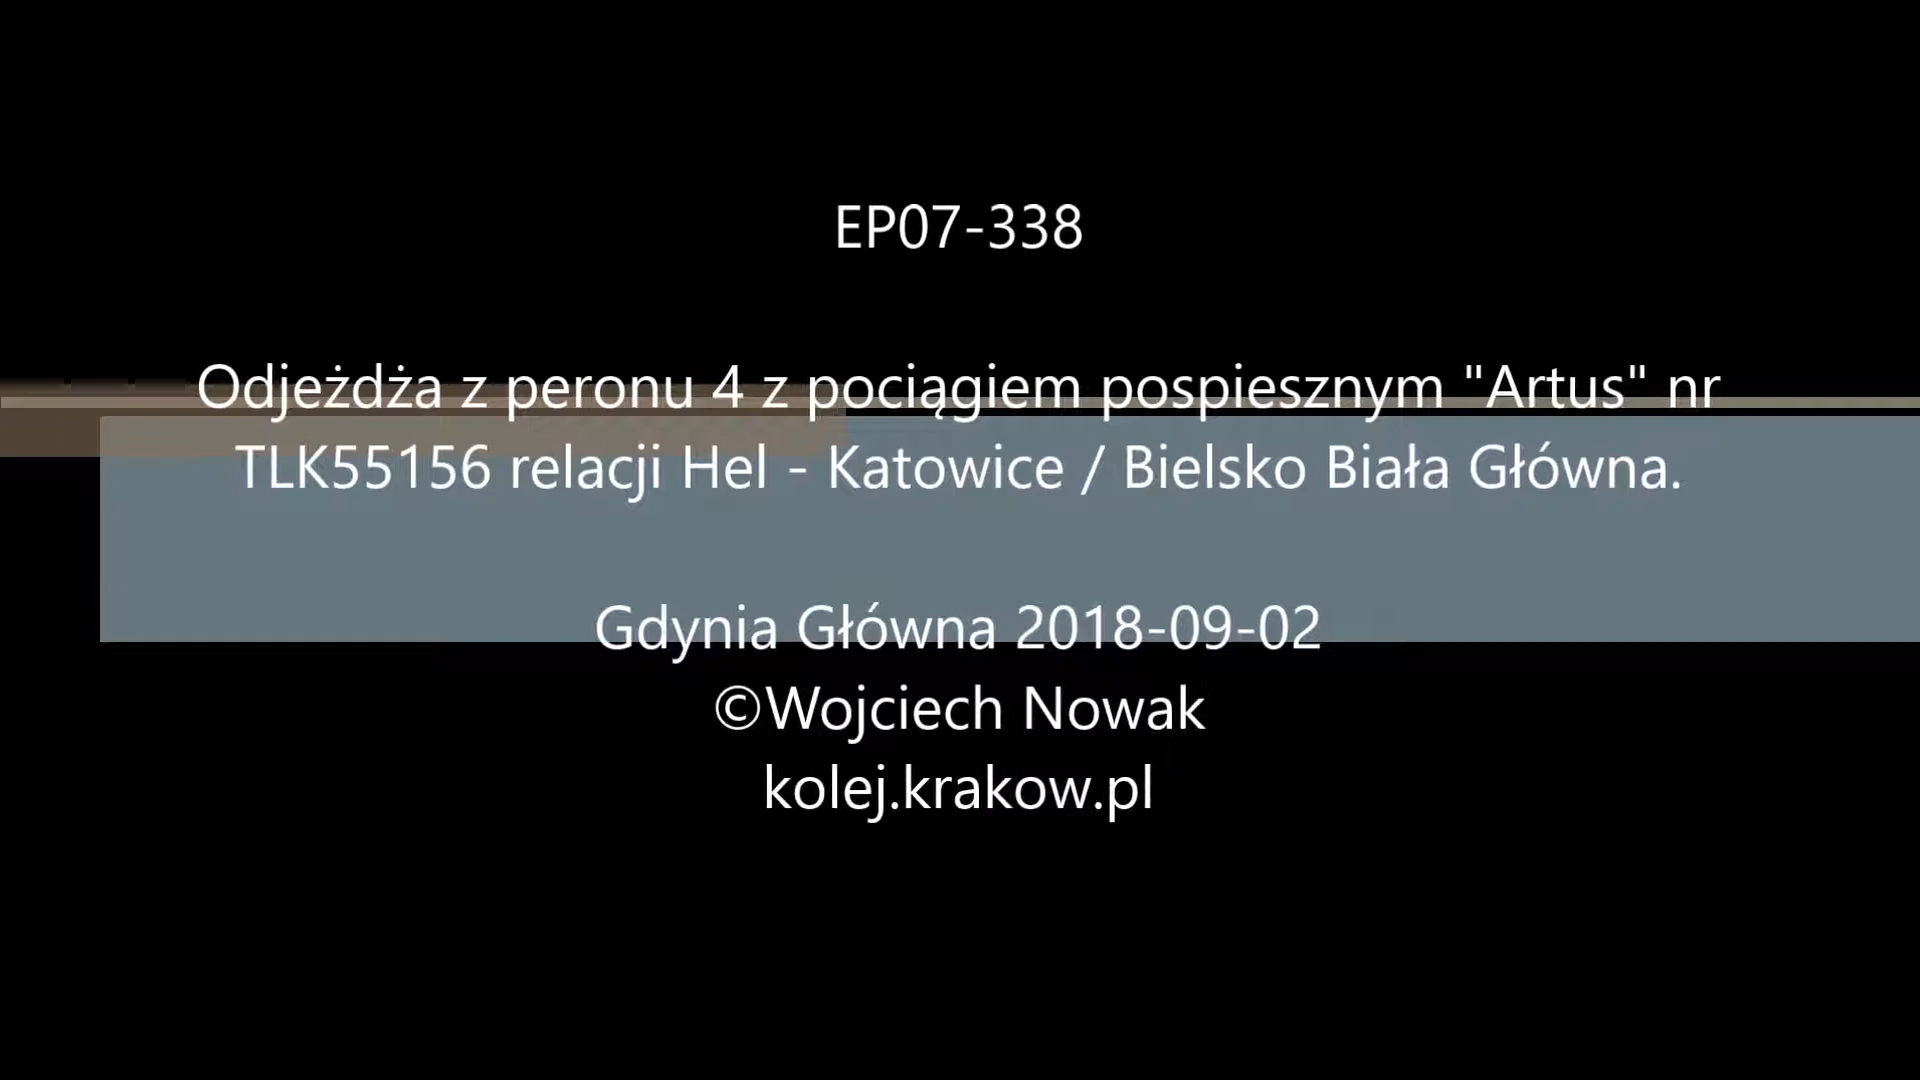 EP07-338
Odjeżdża z peronu 4 z pociągiem pospiesznym "Artus" nr
TLK55156 relacji Hel - Katowice / Bielsko Biała Główna.
Gdynia Główna 2018-09-02
©Wojciech Nowak
kolej.krakow.pl